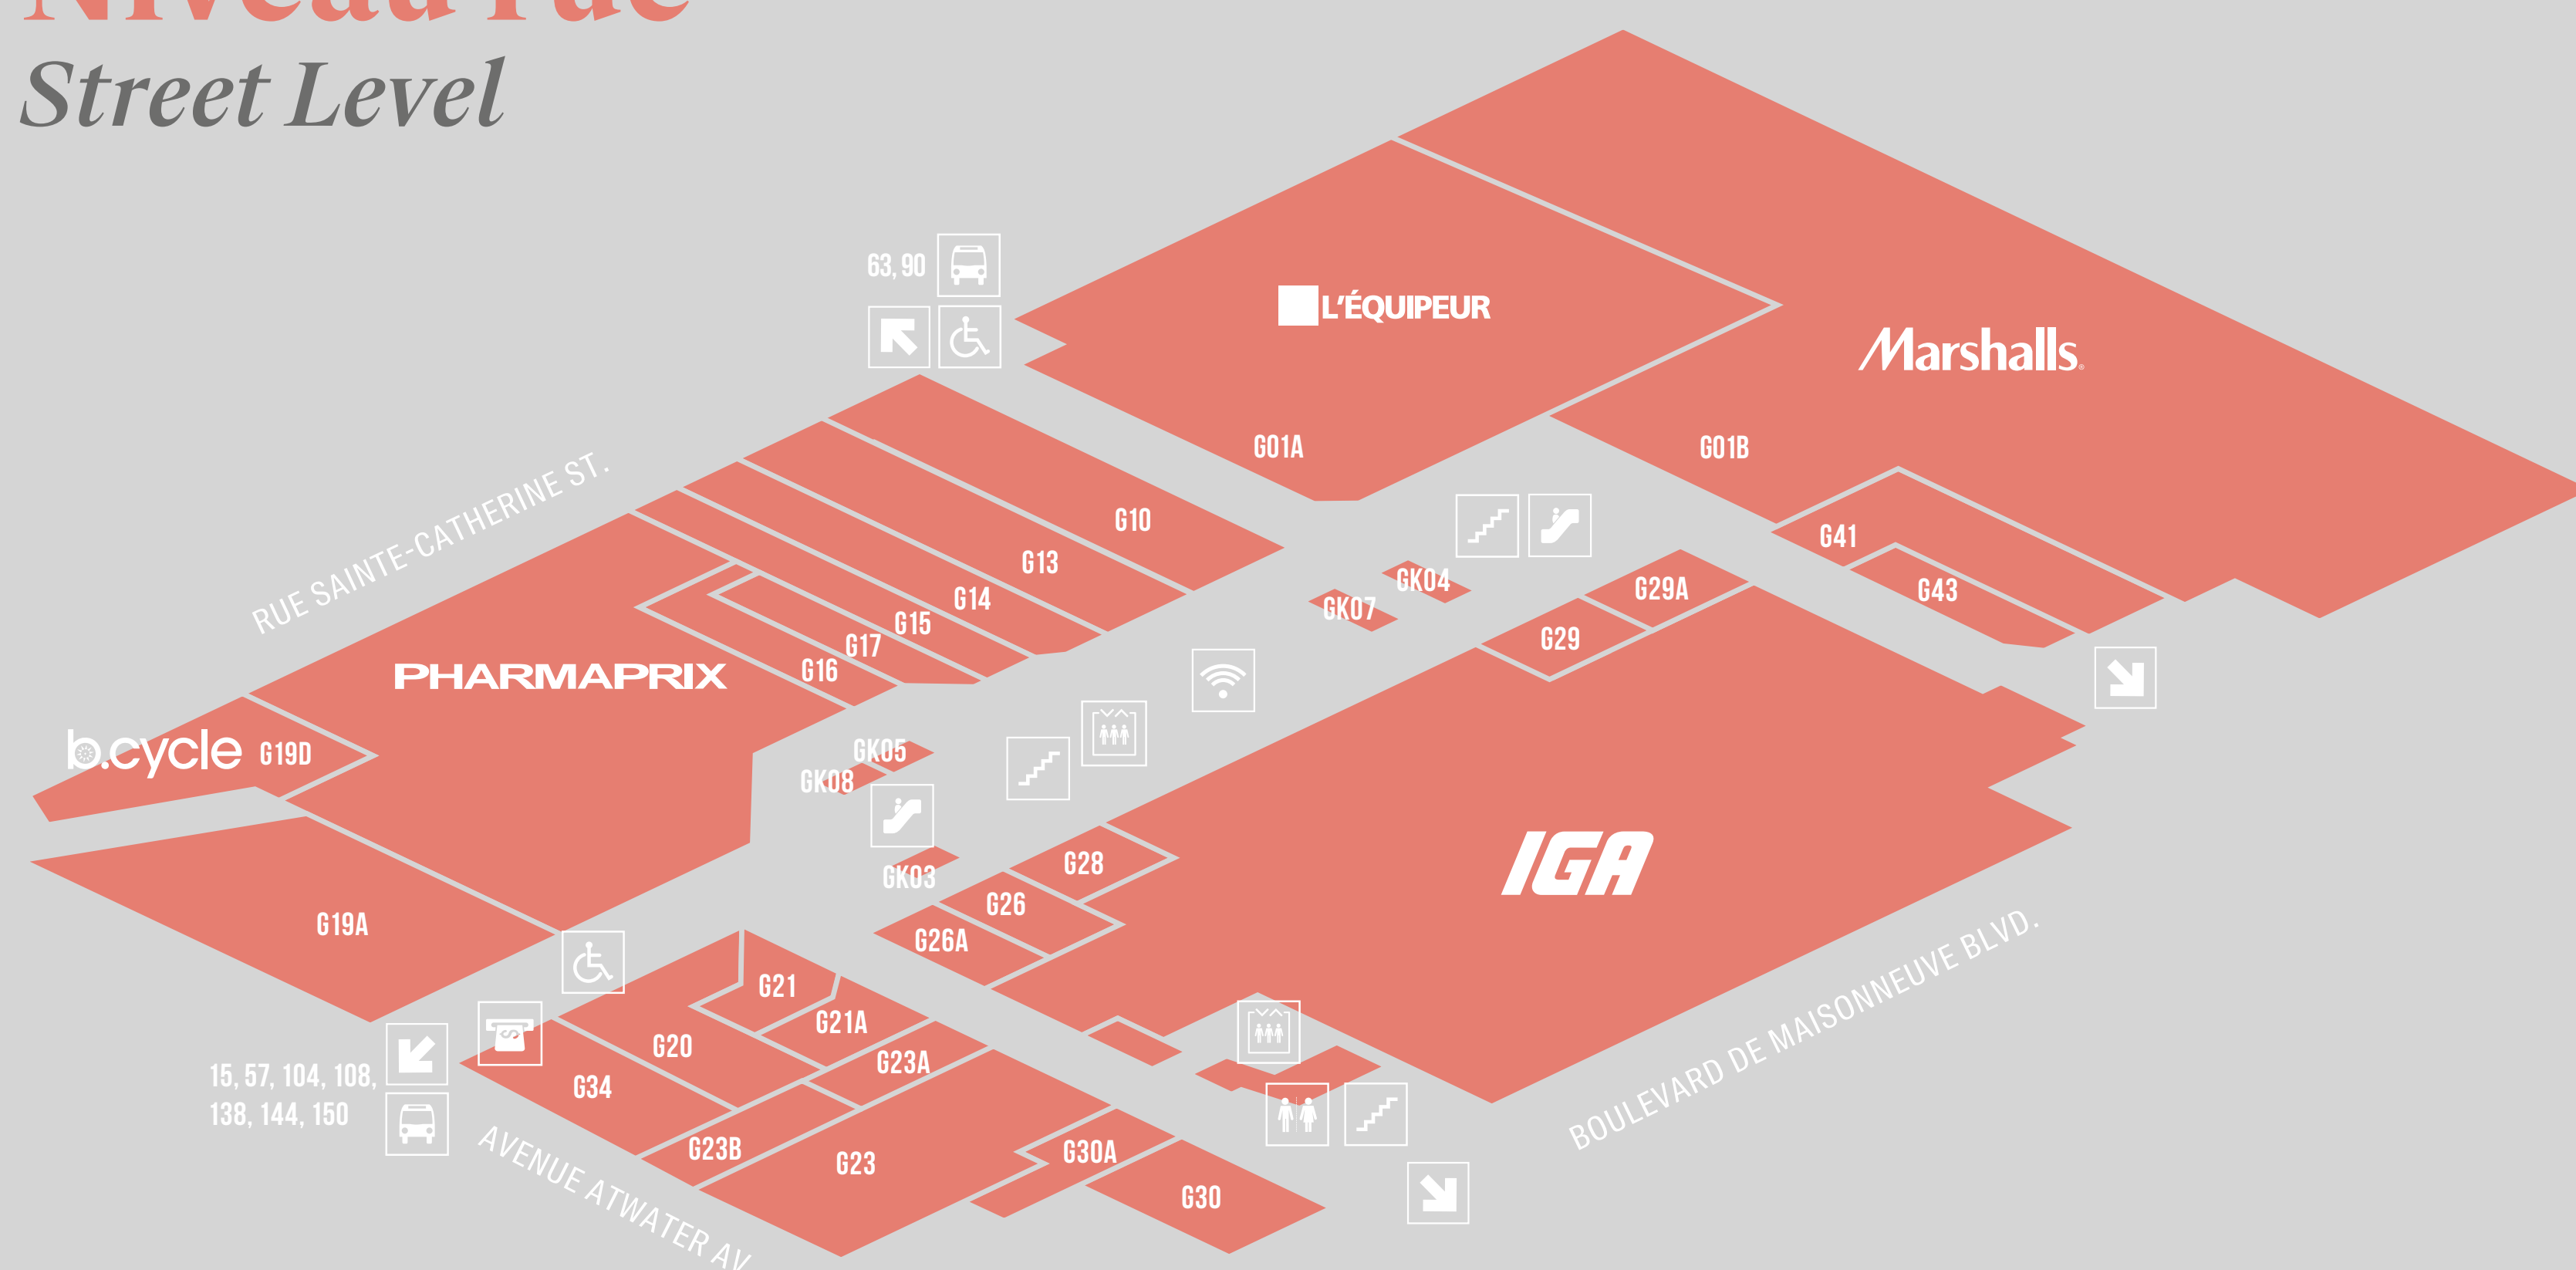 Niveau rue
Street Level
63, 90
L'ÉQUIPEUR
Marshalls
G01A
G01B
RUE SAINTE-CATHERINE ST.
G10
G13
G14
G15
G17
G16
G41
G43
GK04
GK07
G29A
G29
PHARMAPRIX
b.cycle
G19D
GK05
GK08
GK03
G28
G26
G26A
IGA
G19A
G21
G21A
G20
G23A
G34
G23B
G23
G30A
G30
15, 57, 104, 108,
138, 144, 150
AVENUE ATWATER AV
BOULEVARD DE MAISONNEUVE BLVD.